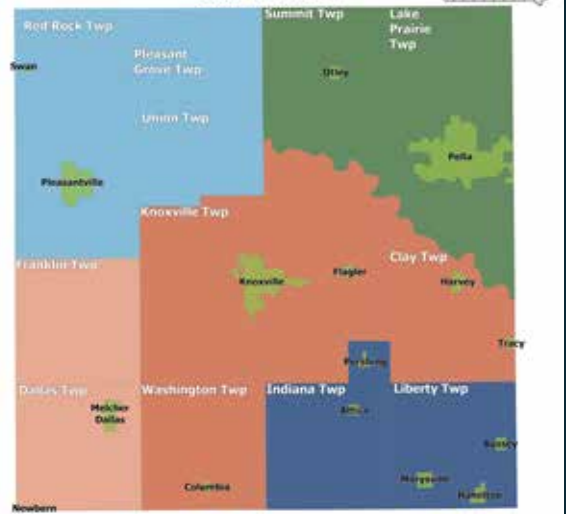 Red Rock Twp
Summit Twp
Lake
Prairie
Twp
Pleasant
Grove Twp
Swan
Otley
Union Twp
Pella
Pleasantville
Knoxville Twp
Franklin Twp
Clay Twp
Flagler
Knoxville
Harvey
Tracy
Pershing
Dallas Twp
Washington Twp
Indiana Twp
Liberty Twp
Melcher
Dallas
Attica
Bussey
Marysville
Hamilton
Columbia
Newbern